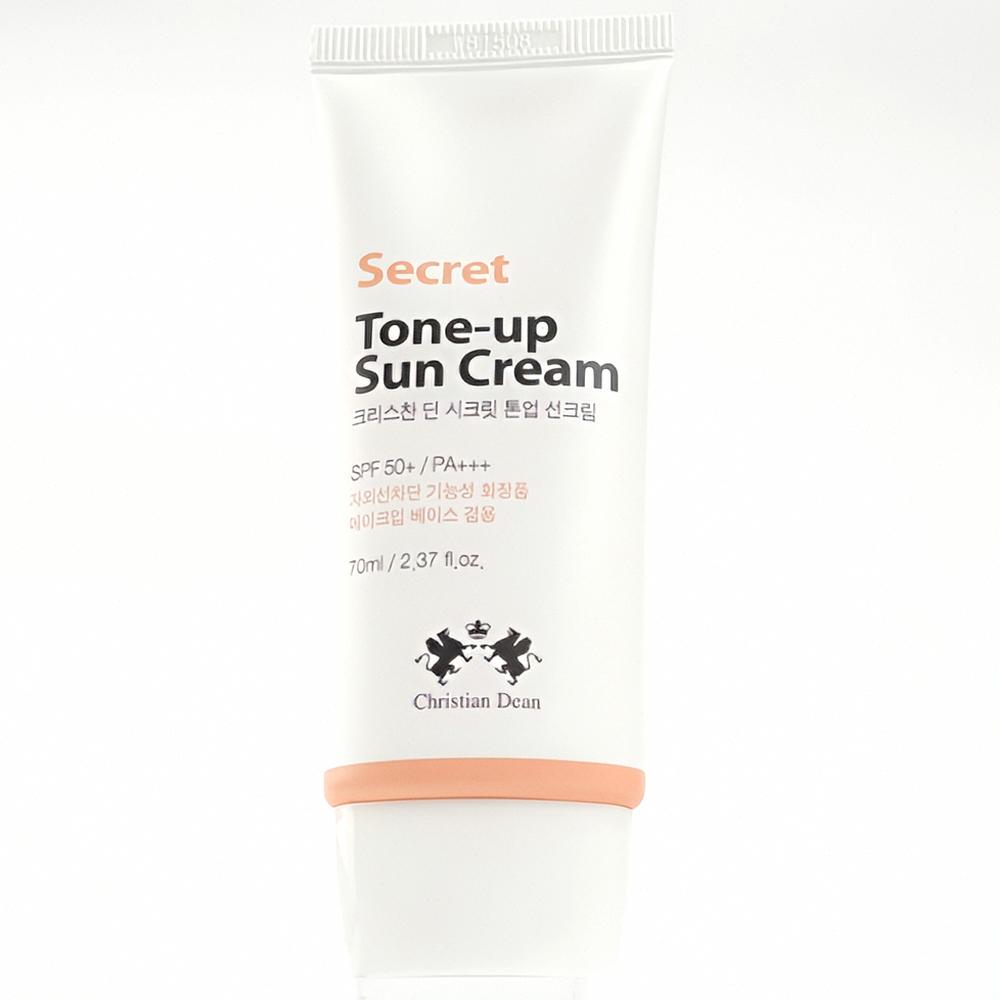 Secret
Tone-up
Sun Cream
크리스찬 딘 시크릿 톤업 선크림
SPF 50+ / PA+++
자외선차단 기능성 화장품
메이크업 베이스 겸용
70ml / 2.37 fl.oz.
Christian Dean